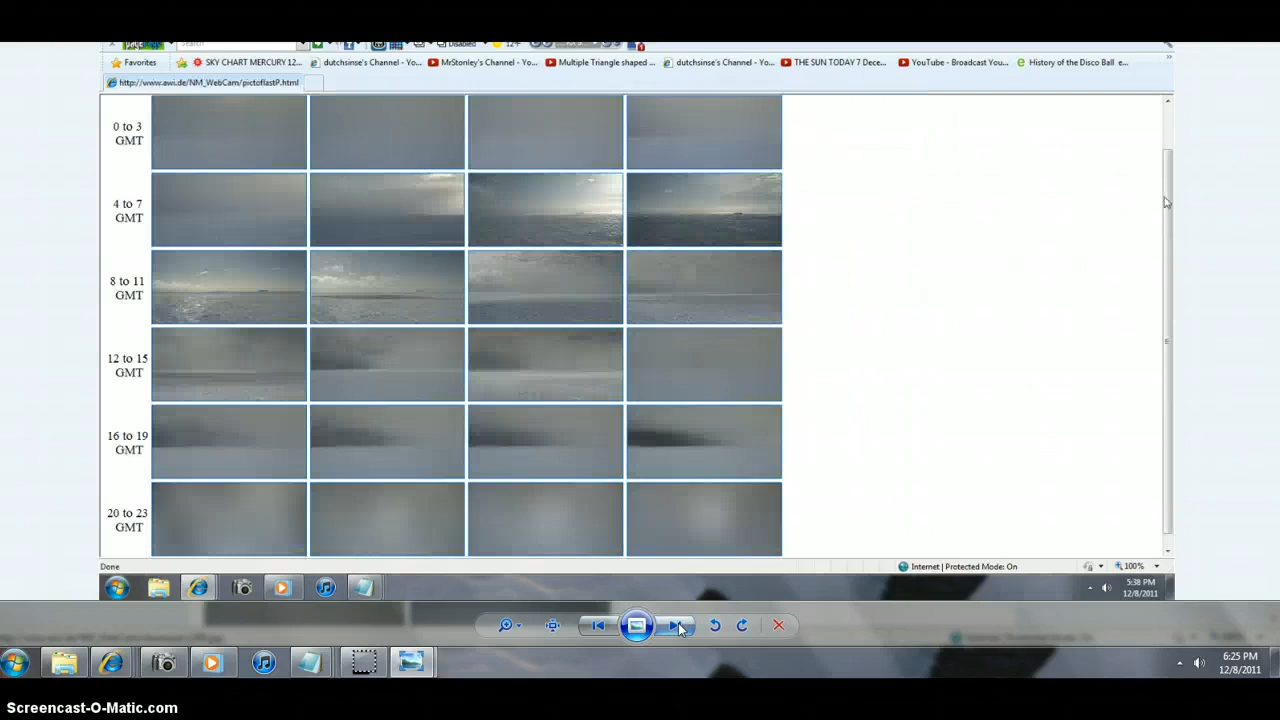 Search
Disabled
12
Favorites
SKY CHART MERCURY 12...
dutchsinse's Channel - Yo...
MrStonley's Channel - Yo...
Multiple Triangle shaped ...
dutchsinse's Channel - Yo...
THE SUN TODAY 7 Dece...
YouTube - Broadcast You...
History of the Disco Ball e...
http://www.awi.de/NM_WebCam/pictoflastP.html
0 to 3
GMT
4 to 7
GMT
8 to 11
GMT
12 to 15
GMT
16 to 19
GMT
20 to 23
GMT
Done
Internet | Protected Mode: On
100%
5:38 PM
12/8/2011
6:25 PM
12/8/2011
Screencast-O-Matic.com